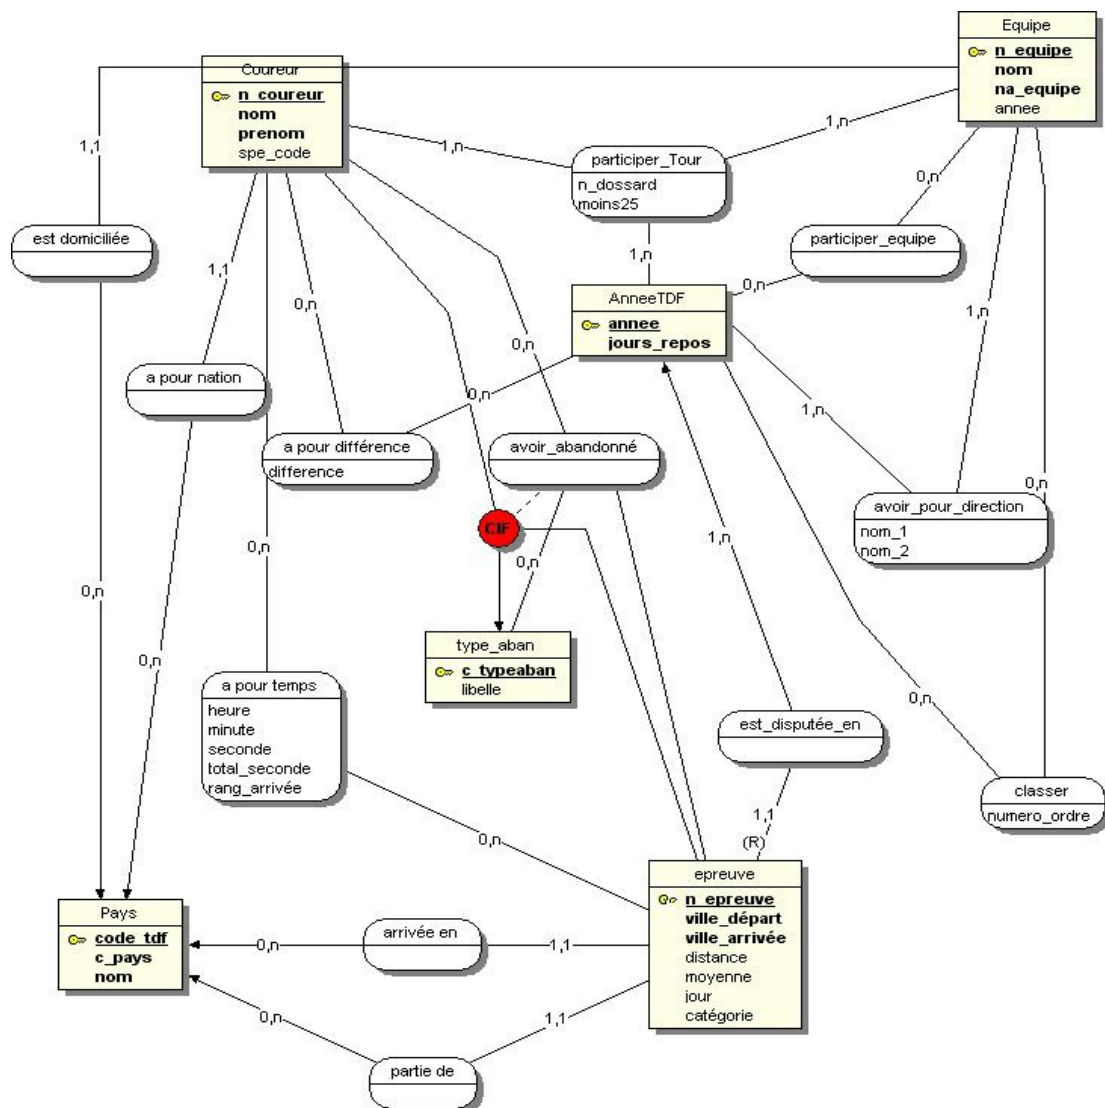 Equipe
n_equipe
nom
na_equipe
annee
Coureur
n_coureur
nom
prenom
spe_code
1,1
1,n
1,n
participer_Tour
n_dossard
moins25
0,n
est domiciliée
participer_equipe
1,1
1,n
0,n
0,n
AnneeTDF
annee
jours_repos
1,n
0,n
a pour nation
0,n
1,n
a pour différence
difference
avoir_abandonné
0,n
avoir_pour_direction
nom_1
nom_2
CIF
1,n
0,n
0,n
0,n
type_aban
c_typeaban
libelle
0,n
a pour temps
heure
minute
seconde
total_seconde
rang_arrivée
0,n
est_disputée_en
classer
numero_ordre
1,1
0,n
(R)
epreuve
n_epreuve
ville_départ
ville_arrivée
distance
moyenne
jour
catégorie
Pays
code_tdf
c_pays
nom
0,n
arrivée en
1,1
0,n
1,1
partie de